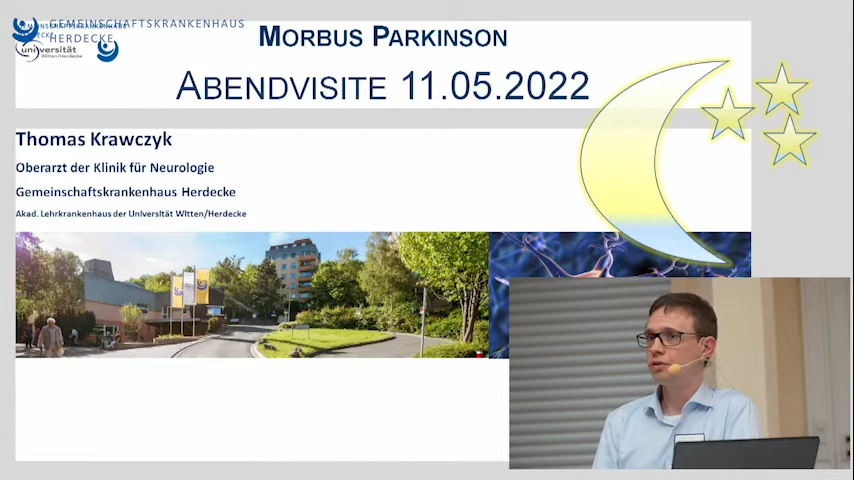 GEMEINSCHAFTSKRANKENHAUS
HERDECKE
universität
Witten/Herdecke
MORBUS PARKINSON
ABENDVISITE 11.05.2022
Thomas Krawczyk
Oberarzt der Klinik für Neurologie
Gemeinschaftskrankenhaus Herdecke
Akad. Lehrkrankenhaus der Universität Witten/Herdecke